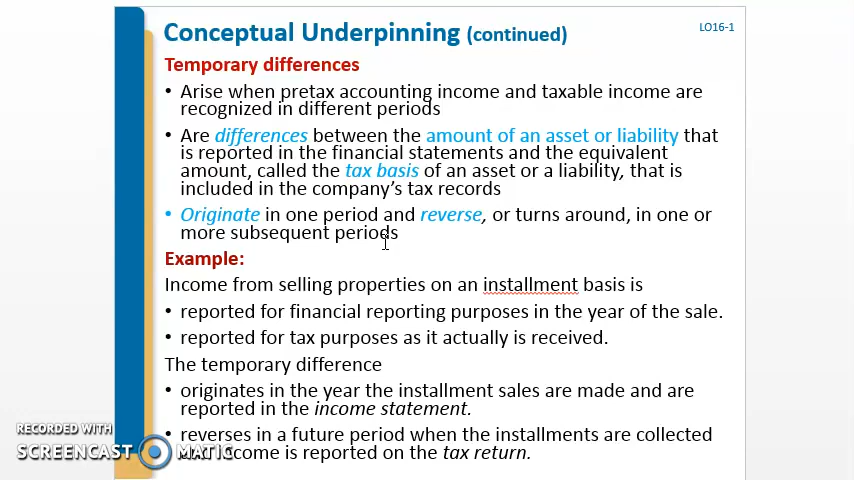 Conceptual Underpinning (continued)
LO16-1
Temporary differences
• Arise when pretax accounting income and taxable income are
recognized in different periods
• Are differences between the amount of an asset or liability that
is reported in the financial statements and the equivalent
amount, called the tax basis of an asset or a liability, that is
included in the company's tax records
• Originate in one period and reverse, or turns around, in one or
more subsequent periods
Example:
Income from selling properties on an installment basis is
• reported for financial reporting purposes in the year of the sale.
• reported for tax purposes as it actually is received.
The temporary difference
• originates in the year the installment sales are made and are
reported in the income statement.
• reverses in a future period when the installments are collected
income is reported on the tax return.
RECORDED WITH
SCREENCAST MATIC